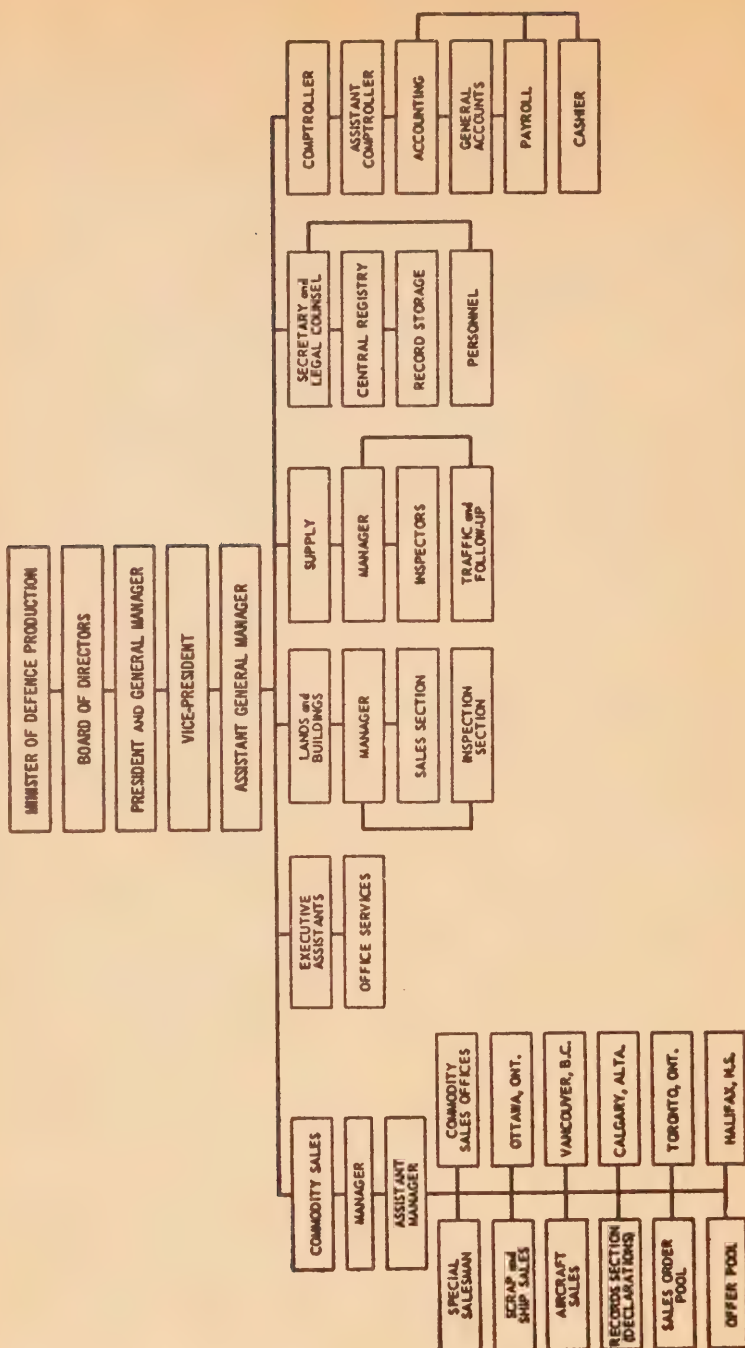 MINISTER OF DEFENCE PRODUCTION
BOARD OF DIRECTORS
PRESIDENT AND GENERAL MANAGER
VICE-PRESIDENT
ASSISTANT GENERAL MANAGER
COMMODITY SALES
MANAGER
ASSISTANT
MANAGER
SPECIAL
SALESMAN
SCRAP and
SHIP SALES
AIRCRAFT
SALES
RECORDS SECTION
(DECLARATIONS)
SALES ORDER
POOL
OFFER POOL
COMMODITY
SALES OFFICES
OTTAWA, ONT.
VANCOUVER, B.C.
CALGARY, ALTA.
TORONTO, ONT.
HALIFAX, N.S.
EXECUTIVE
ASSISTANTS
OFFICE SERVICES
LANDS and
BUILDINGS
MANAGER
SALES SECTION
INSPECTION
SECTION
SUPPLY
MANAGER
INSPECTORS
TRAFFIC and
FOLLOW-UP
SECRETARY and
LEGAL COUNSEL
CENTRAL REGISTRY
RECORD STORAGE
PERSONNEL
COMPTROLLER
ASSISTANT
COMPTROLLER
ACCOUNTING
GENERAL
ACCOUNTS
PAYROLL
CASHIER